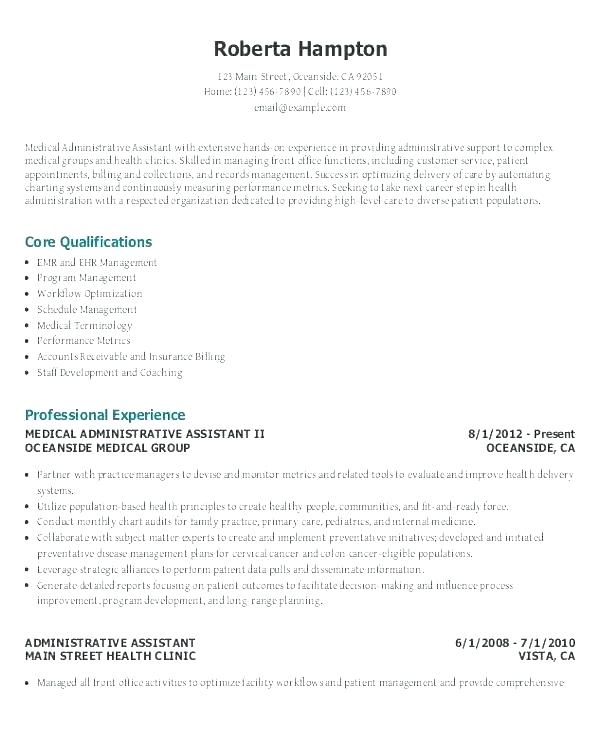 Roberta Hampton
123 Main Street, Oceanside, CA 92051
Home: (123) 456-7890 | Cell: (123) 456-7890
email@example.com
Medical Administrative Assistant with extensive hands-on experience in providing administrative support to complex
medical groups and health clinics. Skilled in managing front office functions, including customer service, patient
appointments, billing and collections, and records management. Success in optimizing delivery of care by automating
charting systems and continuously measuring performance metrics. Seeking to take next career step in health
administration with a respected organization dedicated to providing high-level care to diverse patient populations.
Core Qualifications
• EMR and EHR Management
• Program Management
• Workflow Optimization
• Schedule Management
• Medical Terminology
• Performance Metrics
• Accounts Receivable and Insurance Billing
• Staff Development and Coaching
Professional Experience
MEDICAL ADMINISTRATIVE ASSISTANT II 8/1/2012 - Present
OCEANSIDE MEDICAL GROUP OCEANSIDE, CA
• Partner with practice managers to devise and monitor metrics and related tools to evaluate and improve health delivery
systems.
• Utilize population-based health principles to create healthy people, communities, and fit-and-ready force.
• Conduct monthly chart audits for family practice, primary care, pediatrics, and internal medicine.
• Collaborate with subject matter experts to create and implement preventative initiatives; developed and initiated
preventative disease management plans for cervical cancer and colon cancer-eligible populations.
• Leverage strategic alliances to perform patient data pulls and disseminate information.
• Generate detailed reports focusing on patient outcomes to facilitate decision-making and influence process
improvement, program development, and long-range planning.
ADMINISTRATIVE ASSISTANT 6/1/2008 - 7/1/2010
MAIN STREET HEALTH CLINIC VISTA, CA
• Managed all front office activities to optimize facility workflows and patient management and provide comprehensive